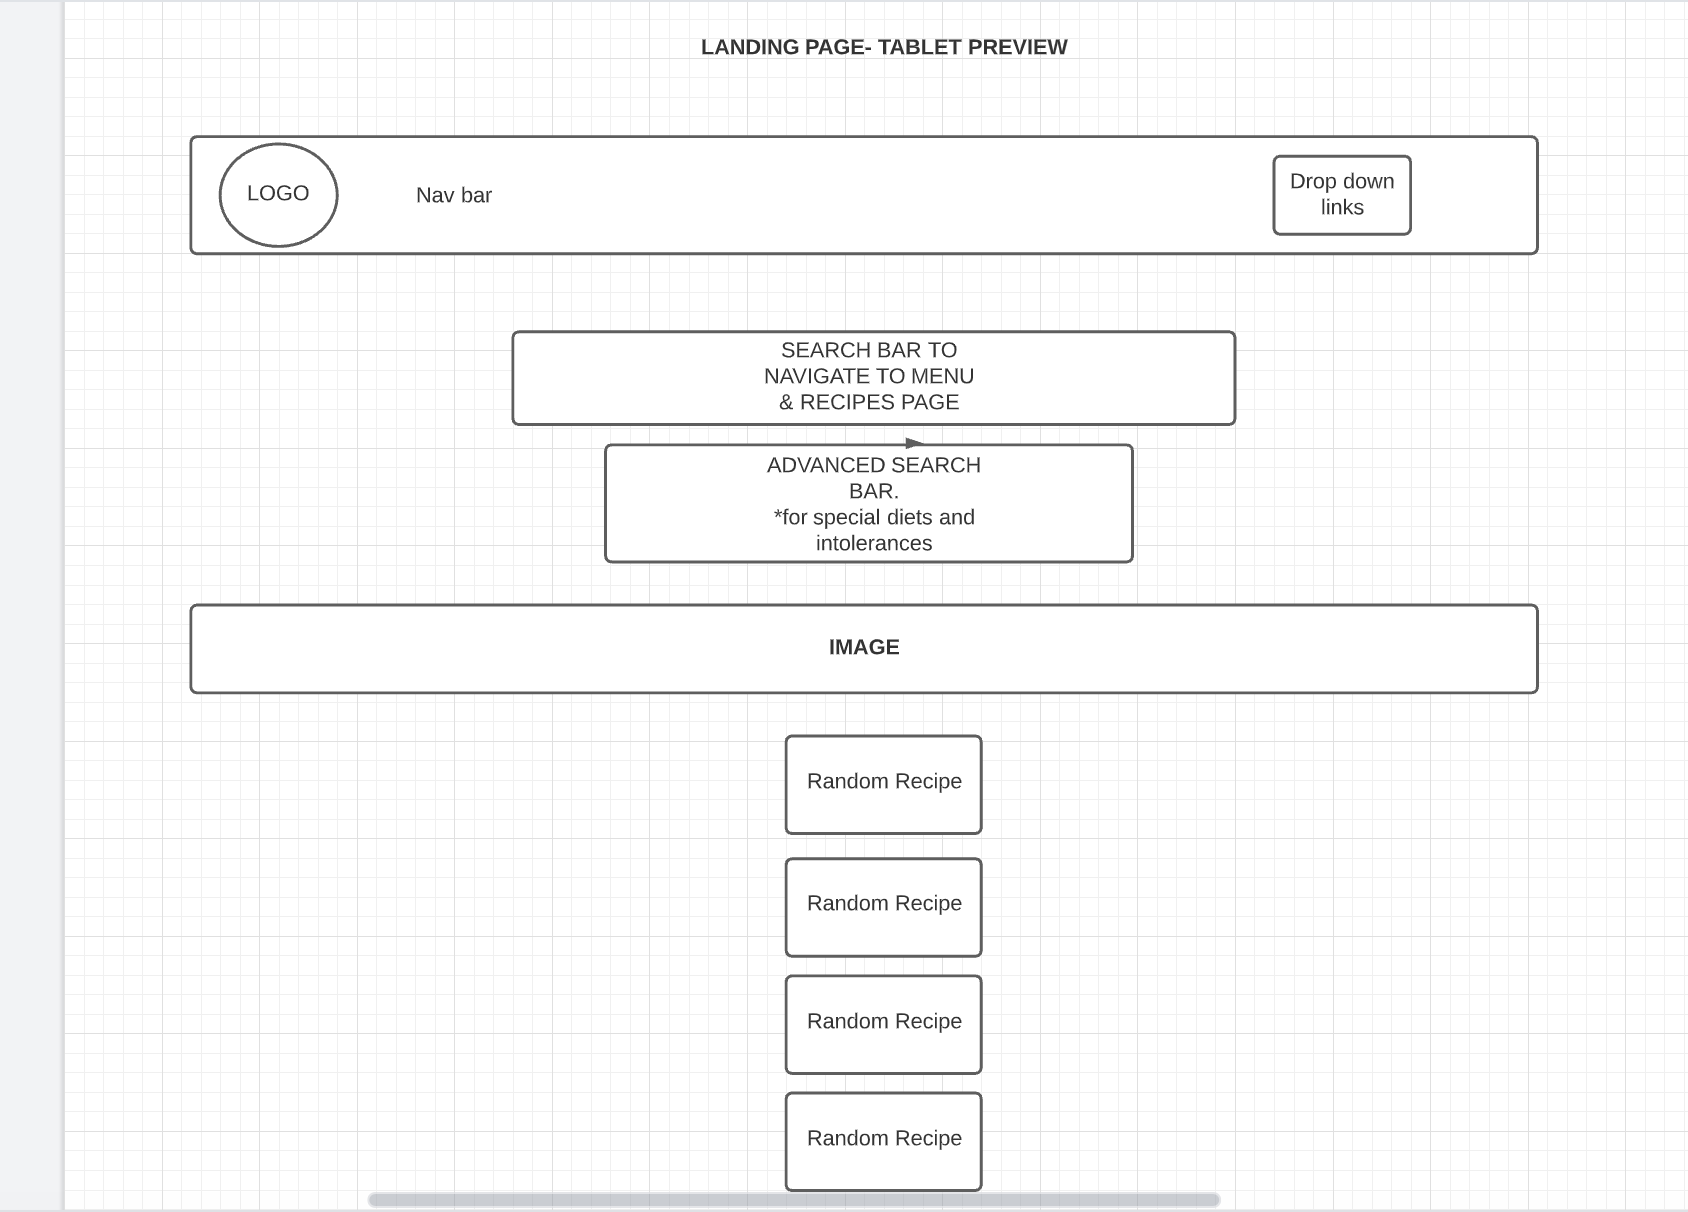 LANDING PAGE- TABLET PREVIEW
LOGO
Nav bar
Drop down
links
SEARCH BAR TO
NAVIGATE TO MENU
& RECIPES PAGE
ADVANCED SEARCH
BAR.
*for special diets and
intolerances
IMAGE
Random Recipe
Random Recipe
Random Recipe
Random Recipe